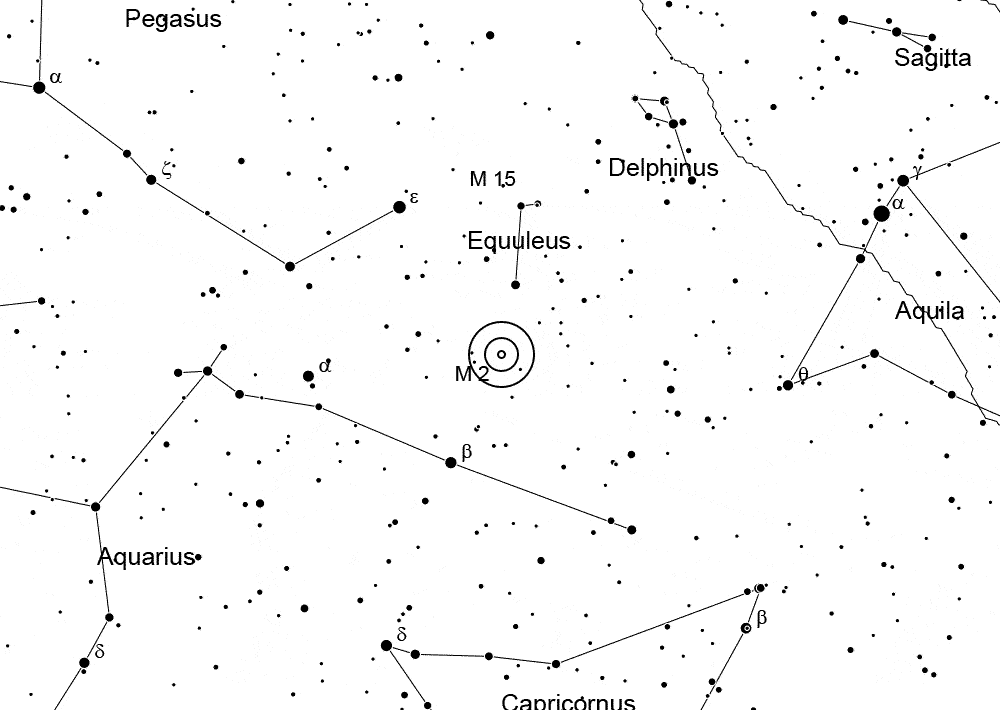 Pegasus
Sagitta
α
ζ
Delphinus
γ
M 15
ε
α
Equuleus
Aquila
α
M 2
θ
β
Aquarius
β
δ
δ
Capricornus